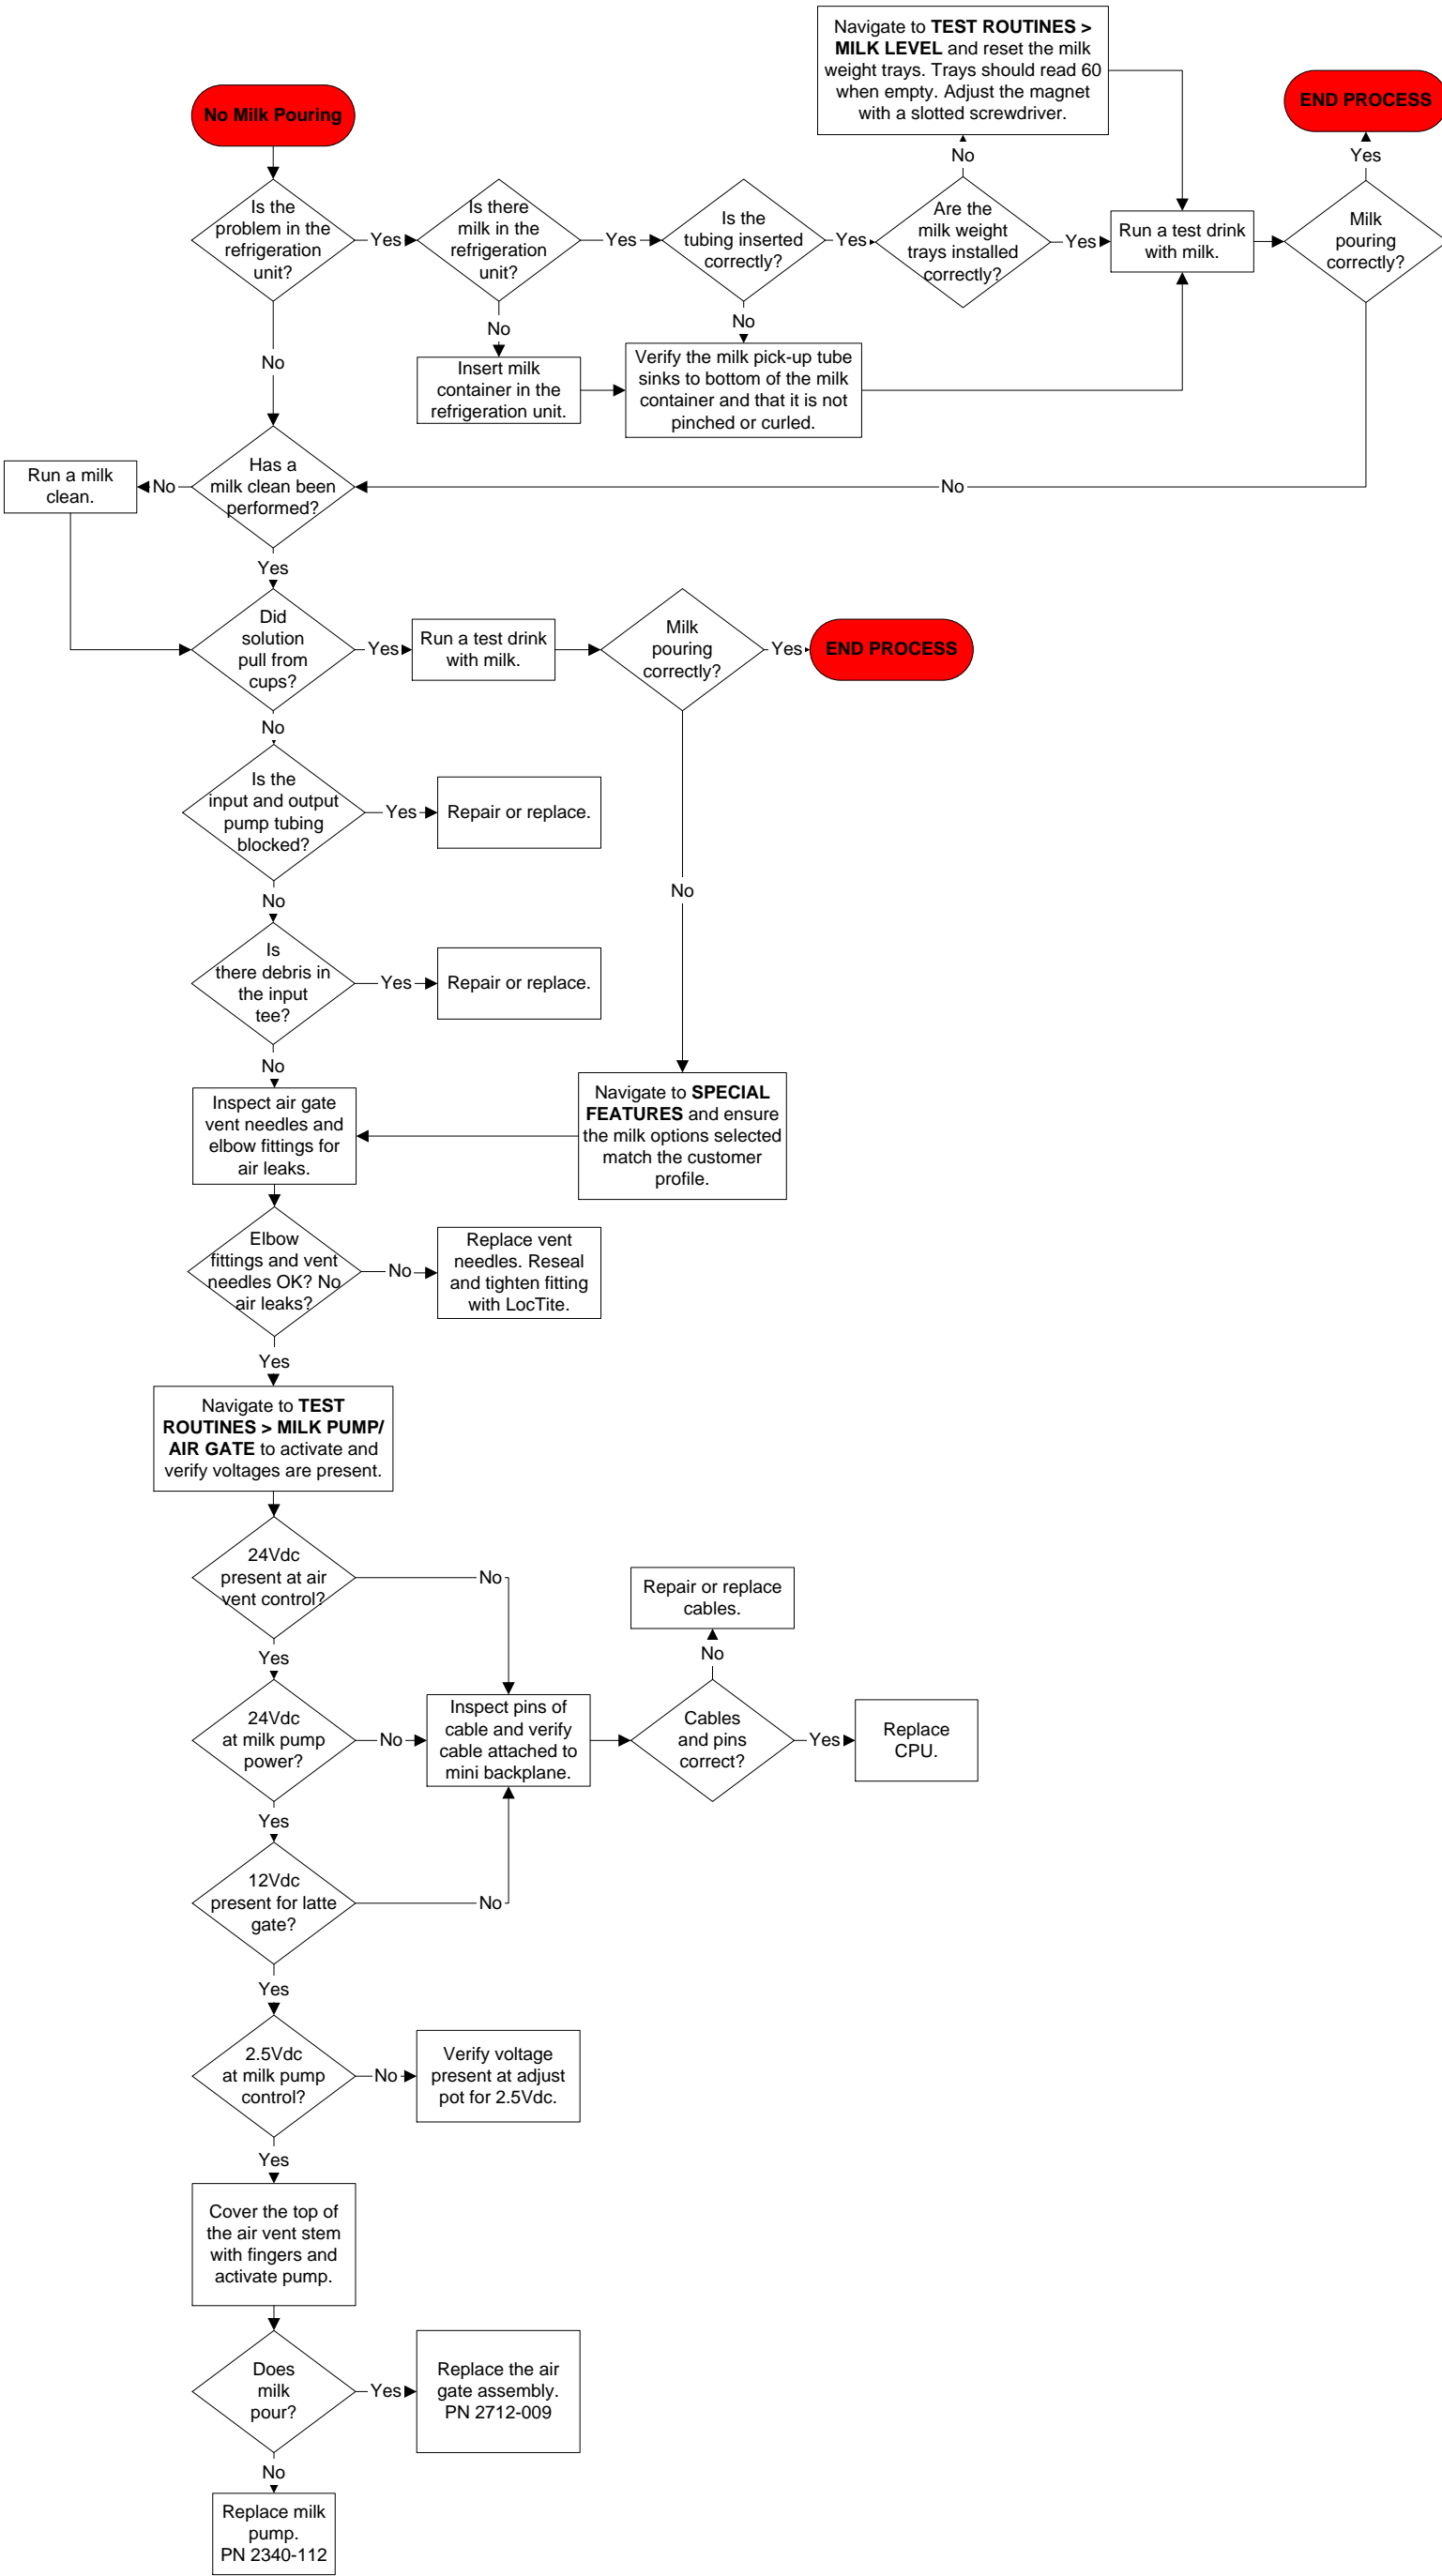 Navigate to TEST ROUTINES >
MILK LEVEL and reset the milk
weight trays. Trays should read 60
when empty. Adjust the magnet
with a slotted screwdriver.
No Milk Pouring
END PROCESS
No
Yes
Is the
problem in the
refrigeration
unit?
Yes
Is there
milk in the
refrigeration
unit?
Yes
Is the
tubing inserted
correctly?
Yes
Are the
milk weight
trays installed
correctly?
Yes
Run a test drink
with milk.
Milk
pouring
correctly?
No
No
No
Insert milk
container in the
refrigeration unit.
Verify the milk pick-up tube
sinks to bottom of the milk
container and that it is not
pinched or curled.
Run a milk
clean.
No
Has a
milk clean been
performed?
No
Yes
Did
solution
pull from
cups?
Yes
Run a test drink
with milk.
Milk
pouring
correctly?
Yes
END PROCESS
No
Is the
input and output
pump tubing
blocked?
Yes
Repair or replace.
No
No
Is
there debris in
the input
tee?
Yes
Repair or replace.
No
Inspect air gate
vent needles and
elbow fittings for
air leaks.
Navigate to SPECIAL
FEATURES and ensure
the milk options selected
match the customer
profile.
Elbow
fittings and vent
needles OK? No
air leaks?
No
Replace vent
needles. Reseal
and tighten fitting
with LocTite.
Yes
Navigate to TEST
ROUTINES > MILK PUMP/
AIR GATE to activate and
verify voltages are present.
24Vdc
present at air
vent control?
No
Repair or replace
cables.
Yes
No
24Vdc
at milk pump
power?
No
Inspect pins of
cable and verify
cable attached to
mini backplane.
Cables
and pins
correct?
Yes
Replace
CPU.
Yes
12Vdc
present for latte
gate?
No
Yes
2.5Vdc
at milk pump
control?
No
Verify voltage
present at adjust
pot for 2.5Vdc.
Yes
Cover the top of
the air vent stem
with fingers and
activate pump.
Does
milk
pour?
Yes
Replace the air
gate assembly.
PN 2712-009
No
Replace milk
pump.
PN 2340-112